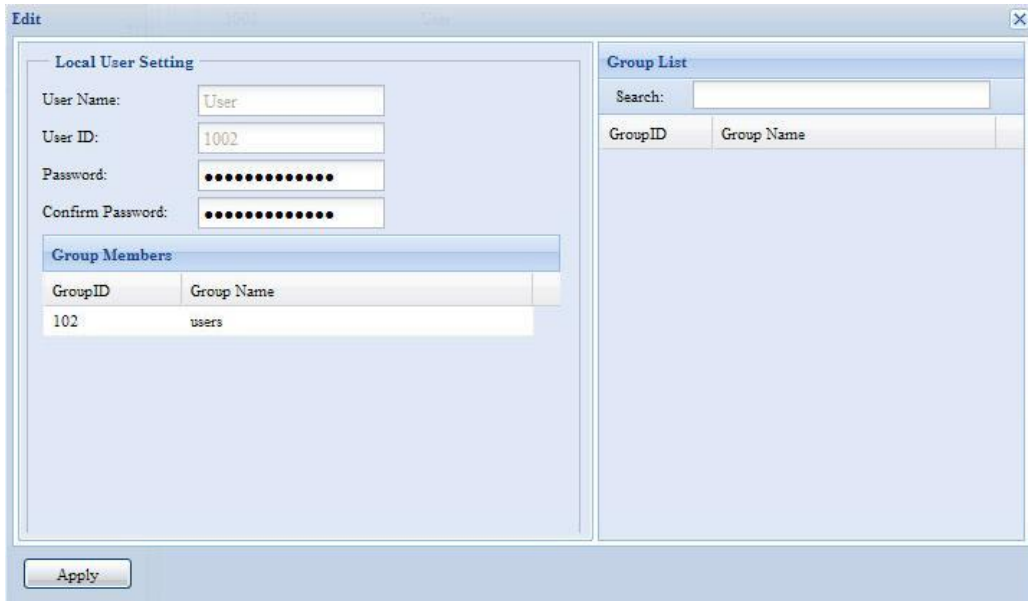 Edit
Local User Setting
User Name: User
User ID: 1002
Password: •••••••••••••
Confirm Password: •••••••••••••
Group Members
GroupID Group Name
102 users
Group List
Search:
GroupID Group Name
Apply